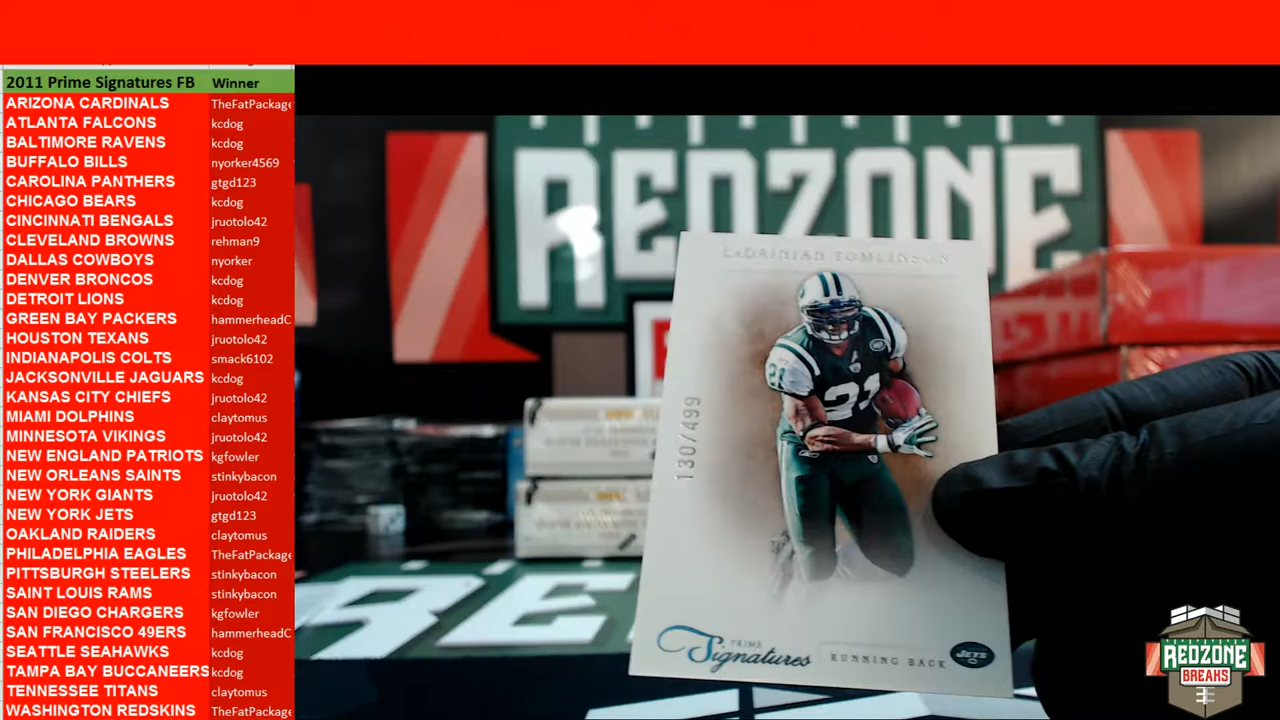 2011 Prime Signatures FB Winner
ARIZONA CARDINALS TheFatPackage
ATLANTA FALCONS kcdog
BALTIMORE RAVENS kcdog
BUFFALO BILLS nyorker4569
CAROLINA PANTHERS gtgd123
CHICAGO BEARS kcdog
CINCINNATI BENGALS jruotolo42
CLEVELAND BROWNS rehman9
DALLAS COWBOYS nyorker
DENVER BRONCOS kcdog
DETROIT LIONS kcdog
GREEN BAY PACKERS hammerheadC
HOUSTON TEXANS jruotolo42
INDIANAPOLIS COLTS smack6102
JACKSONVILLE JAGUARS kcdog
KANSAS CITY CHIEFS jruotolo42
MIAMI DOLPHINS claytomus
MINNESOTA VIKINGS jruotolo42
NEW ENGLAND PATRIOTS kgfowler
NEW ORLEANS SAINTS stinkybacon
NEW YORK GIANTS jruotolo42
NEW YORK JETS gtgd123
OAKLAND RAIDERS claytomus
PHILADELPHIA EAGLES TheFatPackage
PITTSBURGH STEELERS stinkybacon
SAINT LOUIS RAMS stinkybacon
SAN DIEGO CHARGERS kgfowler
SAN FRANCISCO 49ERS hammerheadC
SEATTLE SEAHAWKS kcdog
TAMPA BAY BUCCANEERS kcdog
TENNESSEE TITANS claytomus
WASHINGTON REDSKINS TheFatPackage
REDZONE
LaDAINIAN TOMLINSON
130/499
21
21
PRIME
Signatures
RUNNING BACK
JETS
RE
REDZONE
BREAKS